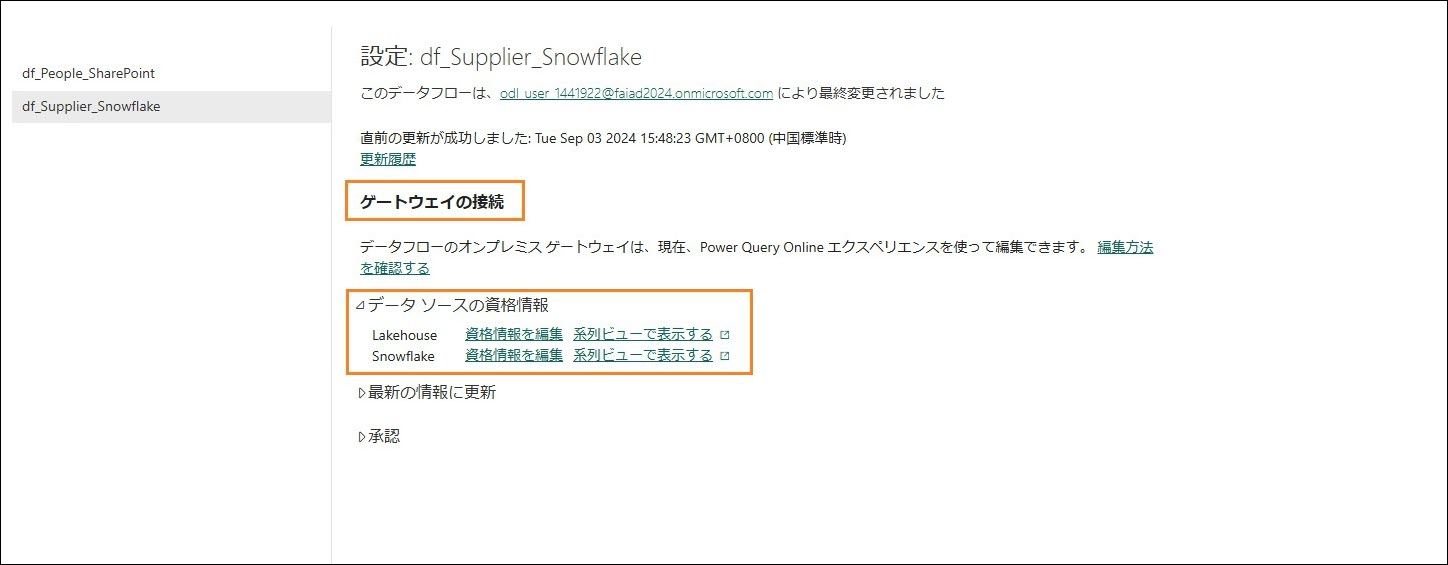 df_People_SharePoint
df_Supplier_Snowflake
設定: df_Supplier_Snowflake
このデータフローは、odl_user_1441922@faiad2024.onmicrosoft.com により最終変更されました
直前の更新が成功しました: Tue Sep 03 2024 15:48:23 GMT+0800 (中国標準時)
更新履歴
ゲートウェイの接続
データフローのオンプレミス ゲートウェイは、現在、Power Query Online エクスペリエンスを使って編集できます。 編集方法
を確認する
データ ソースの資格情報
Lakehouse 資格情報を編集 系列ビューで表示する
Snowflake 資格情報を編集 系列ビューで表示する
最新の情報に更新
承認